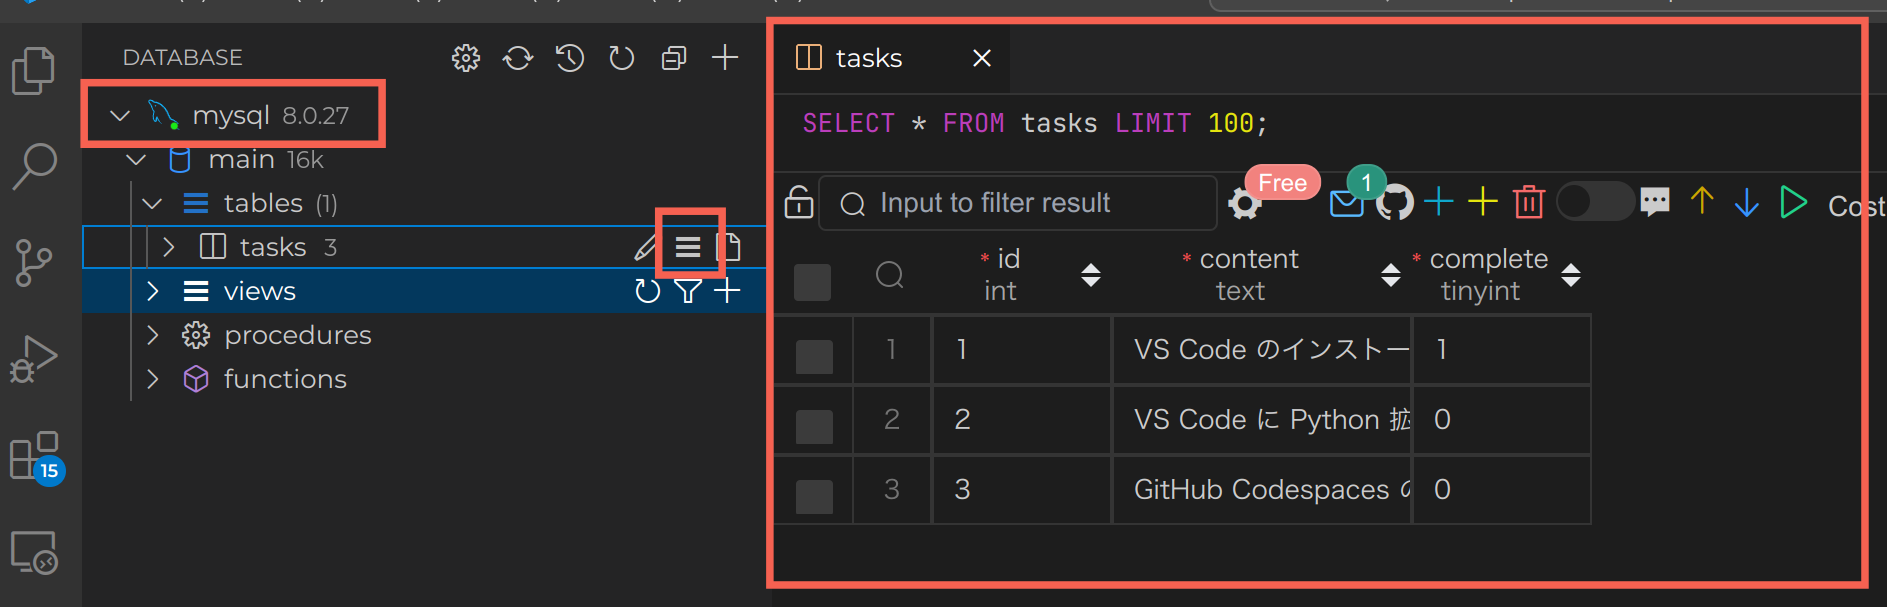 DATABASE
mysql 8.0.27
main 16k
tables (1)
tasks 3
views
procedures
functions
15
tasks
SELECT * FROM tasks LIMIT 100;
Input to filter result
Free
1
Cost
* id
int
* content
text
* complete
tinyint
1 1 VS Code のインストー 1
2 2 VS Code に Python 拡 0
3 3 GitHub Codespaces 0